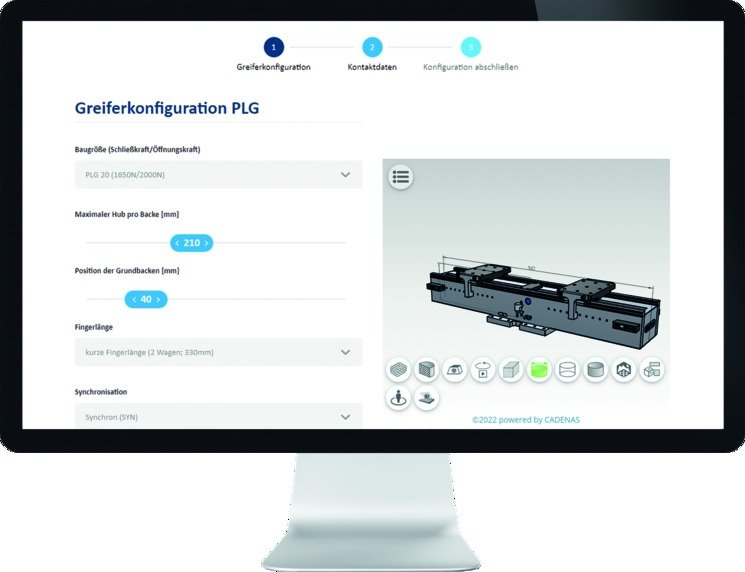 1
2
3
Greiferkonfiguration
Kontaktdaten
Konfiguration abschließen
Greiferkonfiguration PLG
Baugröße (Schließkraft/Öffnungskraft)
PLG 20 (1650N/2000N)
Maximaler Hub pro Backe [mm]
< 210 >
Position der Grundbacken [mm]
< 40 >
Fingerlänge
kurze Fingerlänge (2 Wagen; 330mm)
Synchronisation
Synchron (SYN)
©2022 powered by CADENAS